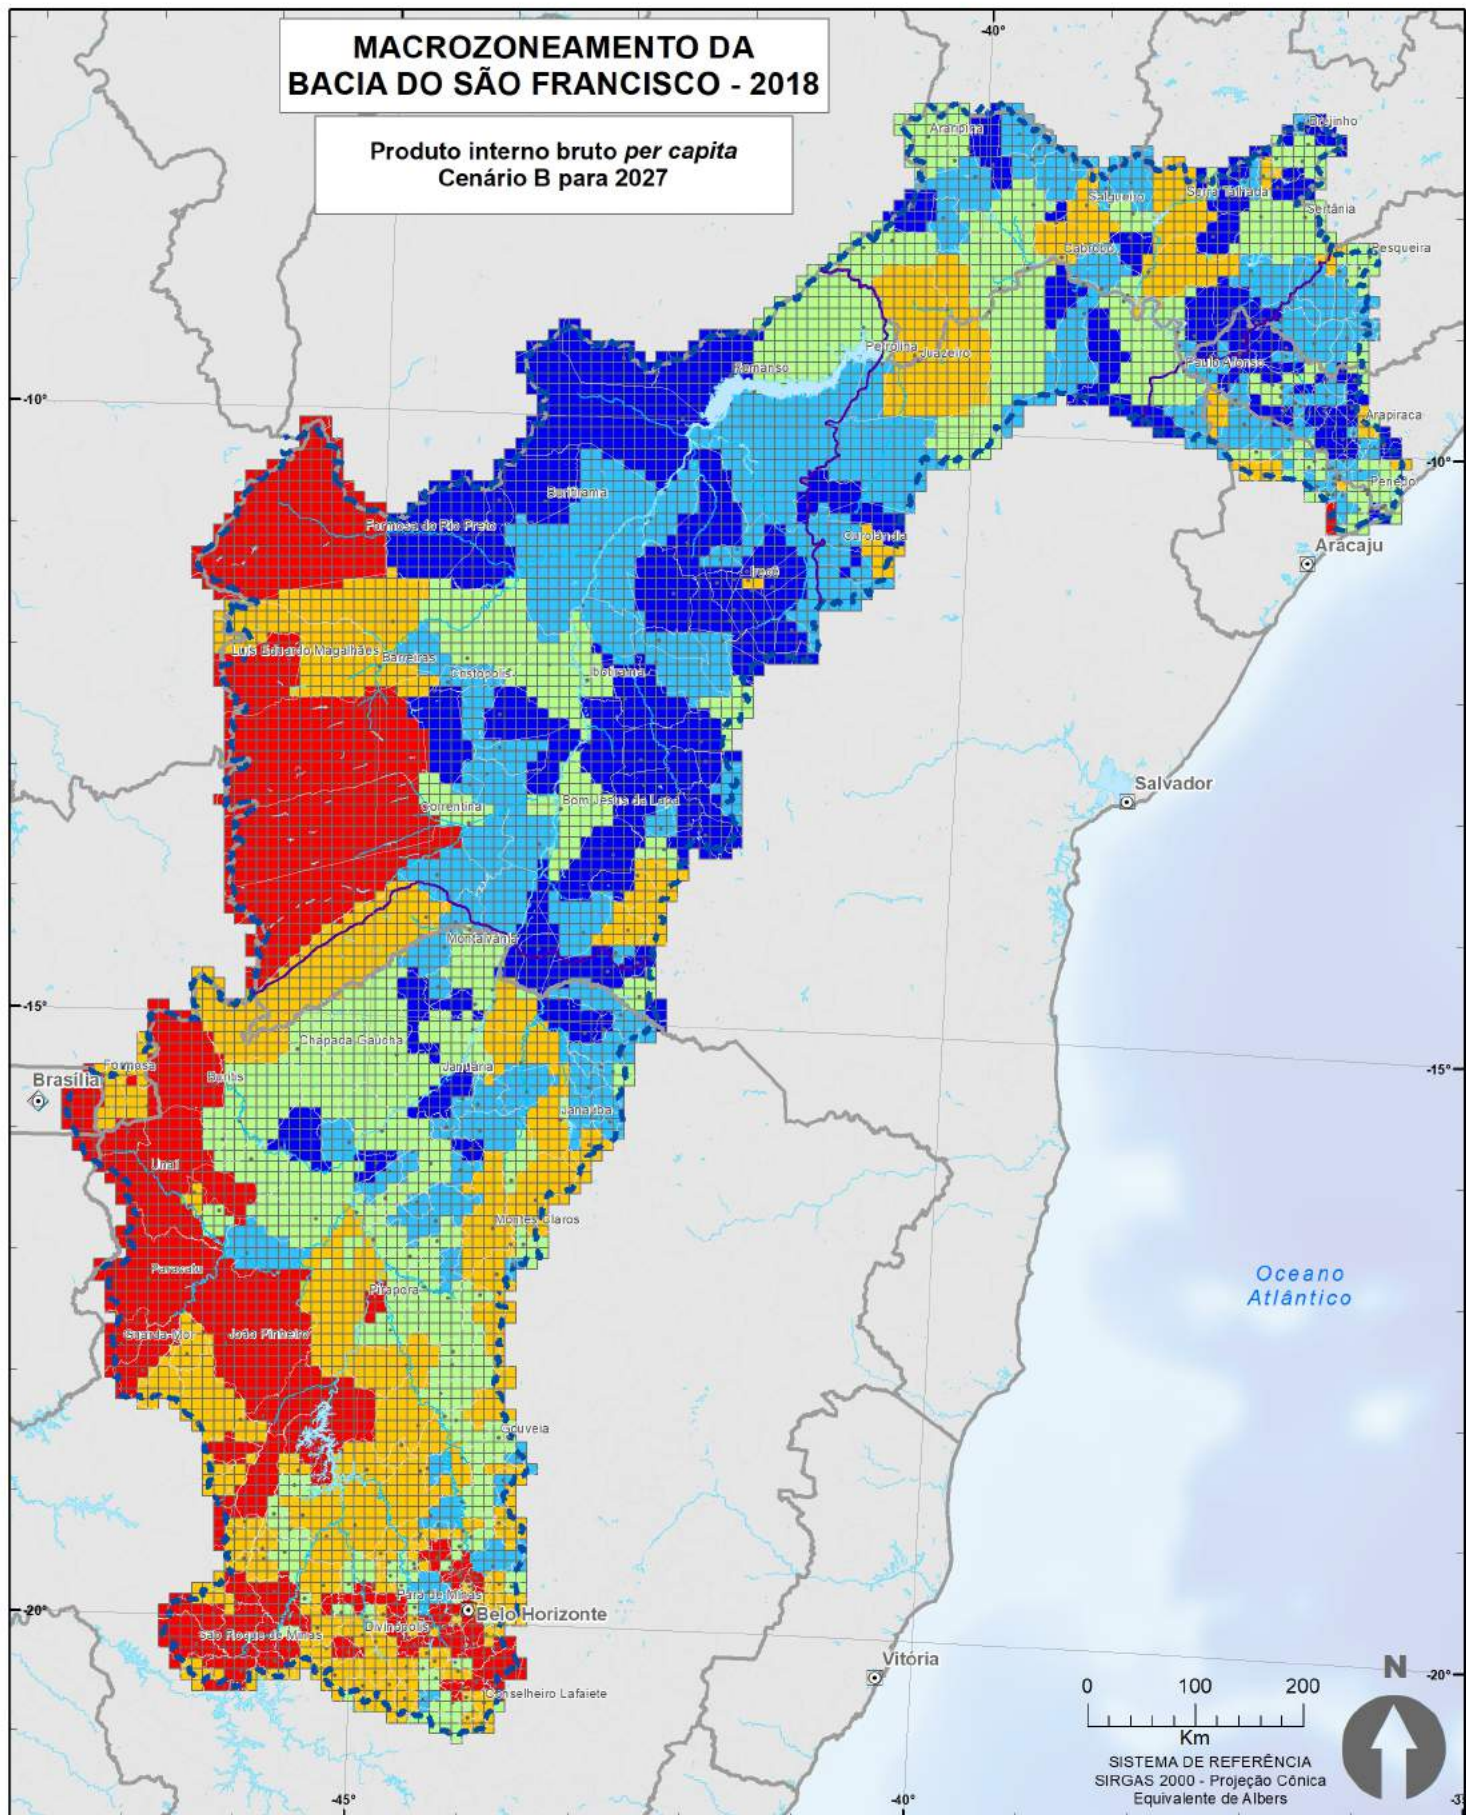 MACROZONEAMENTO DA
BACIA DO SÃO FRANCISCO - 2018
Produto interno bruto per capita
Cenário B para 2027
-40°
Araripina
Brejinho
Salgueiro
Serra Talhada
Sertânia
Cabrobó
Pesqueira
Petrolina
Juazeiro
Remanso
Paulo Afonso
-10°
Arapiraca
-10°
Penedo
Buritirama
Formosa do Rio Preto
Ourolândia
Aracaju
Irecê
Luís Eduardo Magalhães
Barreiras
Cristópolis
Ibotirama
Salvador
Correntina
Bom Jesus da Lapa
Montalvânia
-15°
Chapada Gaúcha
Formosa
Januária
-15°
Brasília
Buritis
Janaúba
Unaí
Montes Claros
Paracatu
Oceano
Atlântico
Pirapora
Guarda-Mor
João Pinheiro
Gouveia
Pará de Minas
-20°
Belo Horizonte
Divinópolis
São Roque de Minas
Vitória
N
-20°
Conselheiro Lafaiete
0 100 200
Km
SISTEMA DE REFERÊNCIA
SIRGAS 2000 - Projeção Cônica
Equivalente de Albers
-45°
-40°